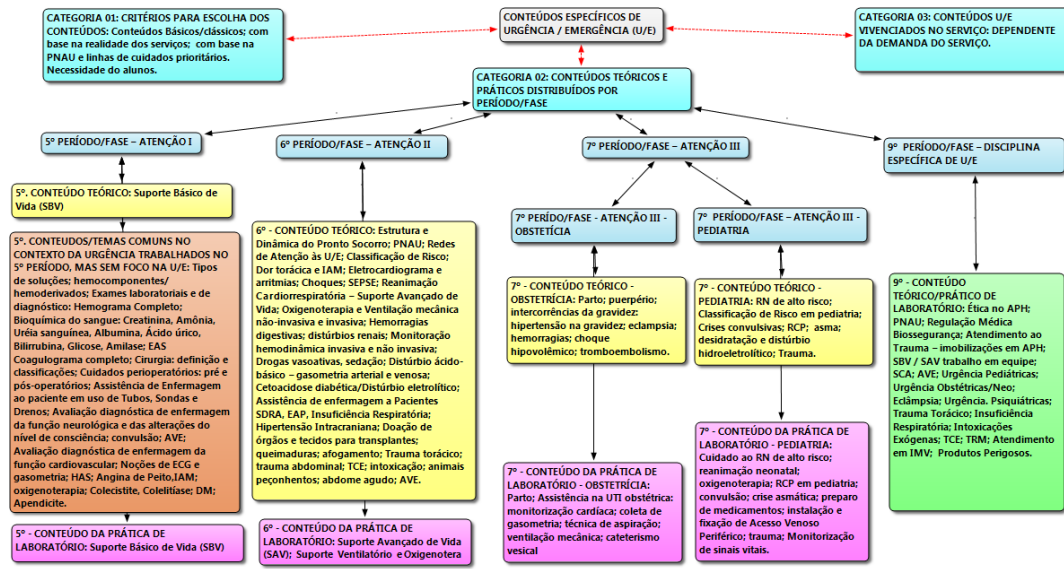 CATEGORIA 01: CRITÉRIOS PARA ESCOLHA DOS
CONTEÚDOS: Conteúdos Básicos/clássicos; com
base na realidade dos serviços;  com base na
PNAU e linhas de cuidados prioritários.
Necessidade do alunos.
CONTEÚDOS ESPECÍFICOS DE
URGÊNCIA / EMERGÊNCIA (U/E)
CATEGORIA 03: CONTEÚDOS U/E
VIVENCIADOS NO SERVIÇO: DEPENDENTE
DA DEMANDA DO SERVIÇO.
CATEGORIA 02: CONTEÚDOS TEÓRICOS E
PRÁTICOS DISTRIBUÍDOS POR
PERÍODO/FASE
5º PERÍODO/FASE – ATENÇÃO I
6º PERÍODO/FASE – ATENÇÃO II
7º PERÍODO/FASE – ATENÇÃO III
9º  PERÍODO/FASE – DISCIPLINA
ESPECÍFICA DE U/E
5º. CONTEÚDO TEÓRICO: Suporte Básico de
Vida (SBV)
5º. CONTEUDOS/TEMAS COMUNS NO
CONTEXTO DA URGÊNCIA TRABALHADOS NO
5º PERÍODO, MAS SEM FOCO NA U/E: Tipos
de soluções; hemocomponentes/
hemoderivados; Exames laboratoriais e de
diagnóstico: Hemograma Completo;
Bioquímica do sangue: Creatinina, Amônia,
Uréia sanguínea, Albumina, Ácido úrico,
Bilirrubina, Glicose, Amilase; EAS
Coagulograma completo; Cirurgia: definição e
classificações; Cuidados perioperatórios: pré e
pós-operatórios; Assistência de Enfermagem
ao paciente em uso de Tubos, Sondas e
Drenos; Avaliação diagnóstica de enfermagem
da função neurológica e das alterações do
nível de consciência; convulsão; AVE;
Avaliação diagnóstica de enfermagem da
função cardiovascular; Noções de ECG e
gasometria; HAS; Angina de Peito,IAM;
oxigenoterapia; Colecistite, Colelitíase; DM;
Apendicite.
5º - CONTEÚDO DA PRÁTICA DE
LABORATÓRIO: Suporte Básico de Vida (SBV)
6º - CONTEÚDO TEÓRICO: Estrutura e
Dinâmica do Pronto Socorro; PNAU; Redes
de Atenção às U/E; Classificação de Risco;
Dor torácica e IAM; Eletrocardiograma e
arritmias; Choques; SEPSE; Reanimação
Cardiorrespiratória – Suporte Avançado de
Vida; Oxigenoterapia e Ventilação mecânica
não-invasiva e invasiva; Hemorragias
digestivas; distúrbios renais; Monitoração
hemodinâmica invasiva e não invasiva;
Drogas vasoativas, sedação; Distúrbio ácido-
básico – gasometria arterial e venosa;
Cetoacidose diabética/Distúrbio eletrolítico;
Assistência de enfermagem a Pacientes
SDRA, EAP, Insuficiência Respiratória;
Hipertensão Intracraniana; Doação de
órgãos e tecidos para transplantes;
queimaduras; afogamento; Trauma torácico;
trauma abdominal; TCE; intoxicação; animais
peçonhentos; abdome agudo; AVE.
6º - CONTEÚDO DA PRÁTICA DE
LABORATÓRIO: Suporte Avançado de Vida
(SAV);  Suporte Ventilatório e Oxigenotera
7º PERÍDO/FASE - ATENÇÃO III -
OBSTETÍCIA
7º  PERÍODO/FASE – ATENÇÃO III -
PEDIATRIA
7º - CONTEÚDO TEÓRICO -
OBSTETRÍCIA: Parto; puerpério;
intercorrências da gravidez:
hipertensão na gravidez; eclampsia;
hemorragias; choque
hipovolêmico; tromboembolismo.
7º - CONTEÚDO TEÓRICO -
PEDIATRIA: RN de alto risco;
Classificação de Risco em pediatria;
Crises convulsivas; RCP;  asma;
desidratação e distúrbio
hidroeletrolítico; Trauma.
7º - CONTEÚDO DA PRÁTICA DE
LABORATÓRIO - OBSTETRÍCIA:
Parto; Assistência na UTI obstétrica:
monitorização cardíaca; coleta de
gasometria; técnica de aspiração;
ventilação mecânica; cateterismo
vesical
7º - CONTEÚDO DA PRÁTICA DE
LABORATÓRIO - PEDIATRIA:
Cuidado ao RN de alto risco;
reanimação neonatal;
oxigenoterapia; RCP em pediatria;
convulsão; crise asmática; preparo
de medicamentos; instalação e
fixação de Acesso Venoso
Periférico; trauma; Monitorização
de sinais vitais.
9º - CONTEÚDO
TEÓRICO/PRÁTICO DE
LABORATÓRIO: Ética no APH;
PNAU; Regulação Médica
Biossegurança; Atendimento ao
Trauma – imobilizações em APH;
SBV / SAV trabalho em equipe;
SCA; AVE; Urgência Pediátricas;
Urgência Obstétricas/Neo;
Eclâmpsia; Urgência. Psiquiátricas;
Trauma Torácico; Insuficiência
Respiratória; Intoxicações
Exógenas; TCE; TRM; Atendimento
em IMV;  Produtos Perigosos.